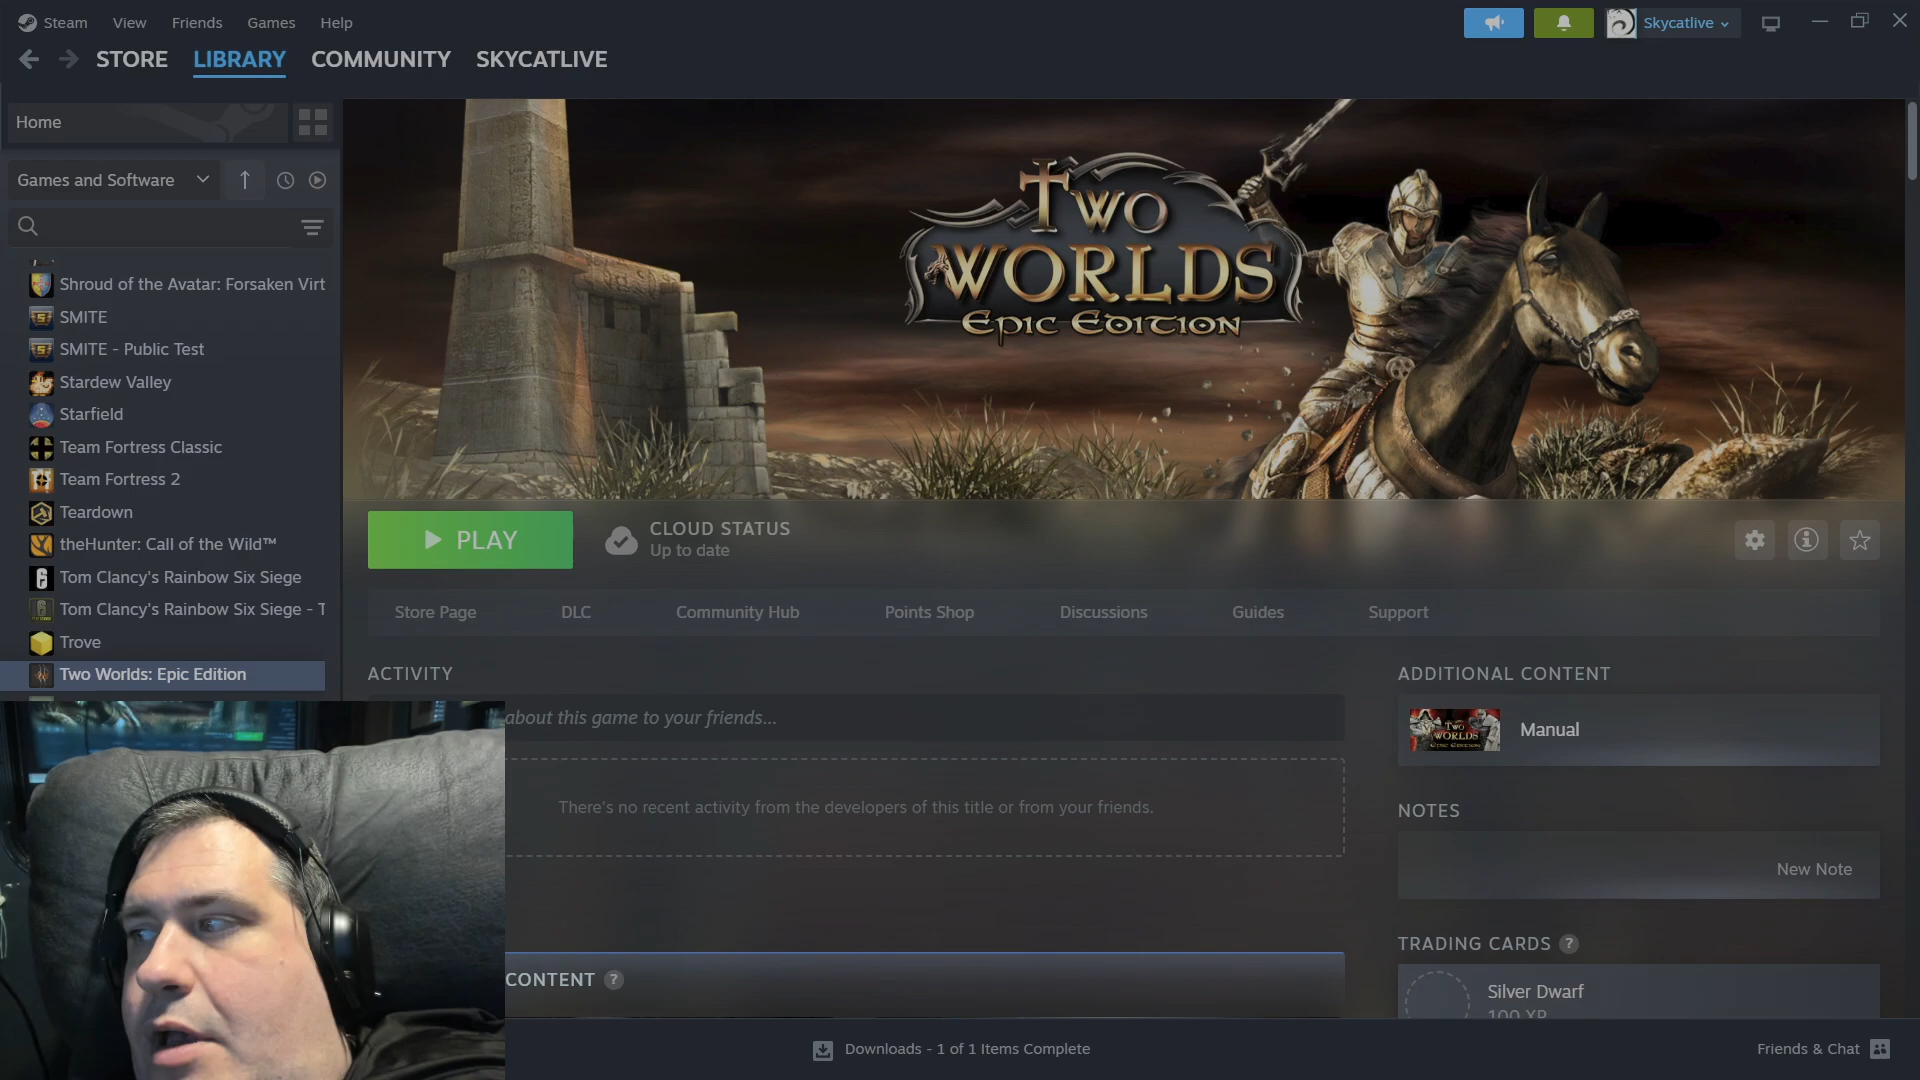 Steam View Friends Games Help
Skycatlive
STORE LIBRARY COMMUNITY SKYCATLIVE
Home
Games and Software
Shroud of the Avatar: Forsaken Virt
SMITE
SMITE - Public Test
Stardew Valley
Starfield
Team Fortress Classic
Team Fortress 2
Teardown
theHunter: Call of the Wild™
Tom Clancy's Rainbow Six Siege
Tom Clancy's Rainbow Six Siege - T
Trove
Two Worlds: Epic Edition
TWO
WORLDS
EPIC EDITION
PLAY
CLOUD STATUS
Up to date
Store Page DLC Community Hub Points Shop Discussions Guides Support
ACTIVITY
about this game to your friends...
There's no recent activity from the developers of this title or from your friends.
CONTENT ?
ADDITIONAL CONTENT
TWO
WORLDS
EPIC EDITION
Manual
NOTES
New Note
TRADING CARDS ?
Silver Dwarf
100 XP
Downloads - 1 of 1 Items Complete
Friends & Chat